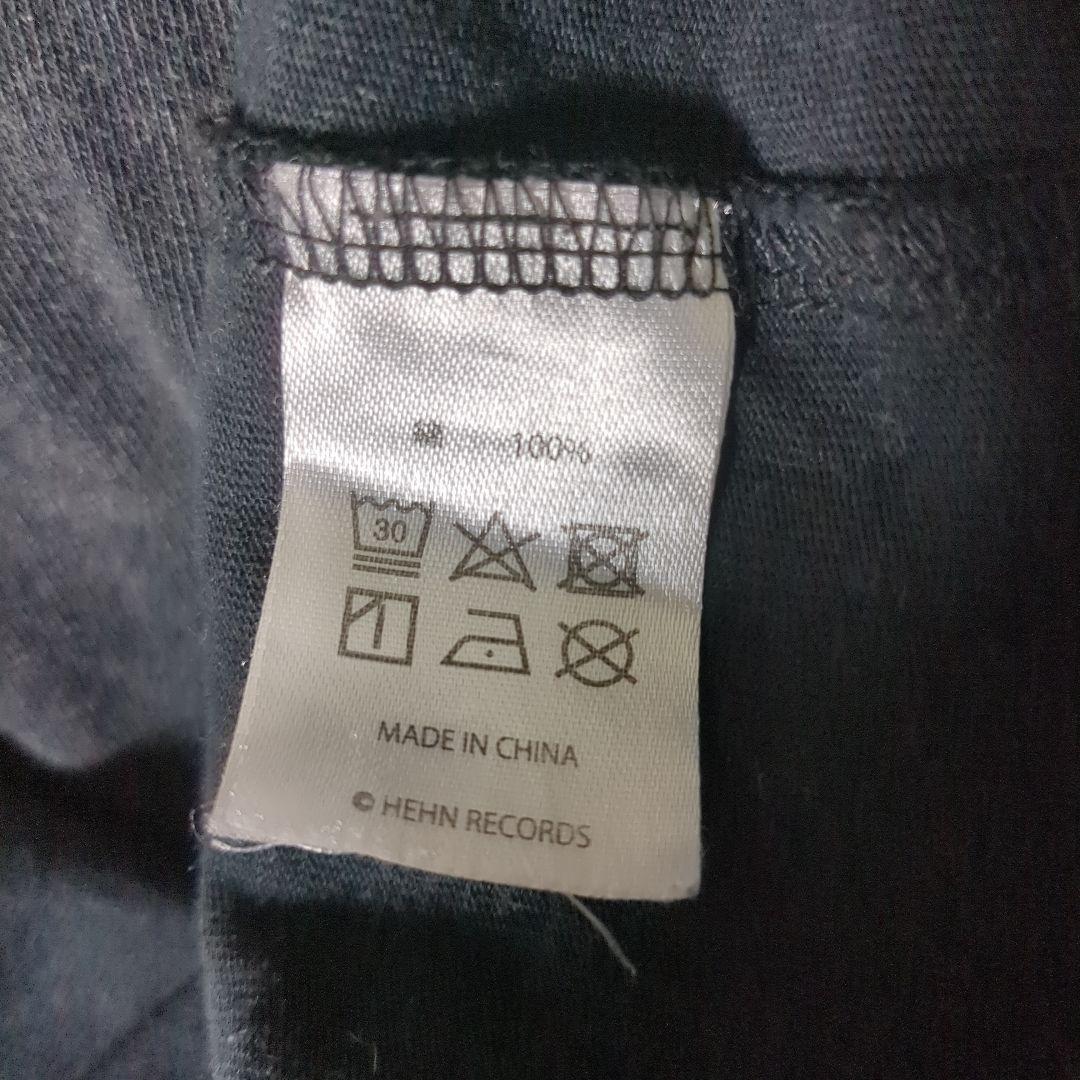 綿 100%
30
MADE IN CHINA
© HEHN RECORDS